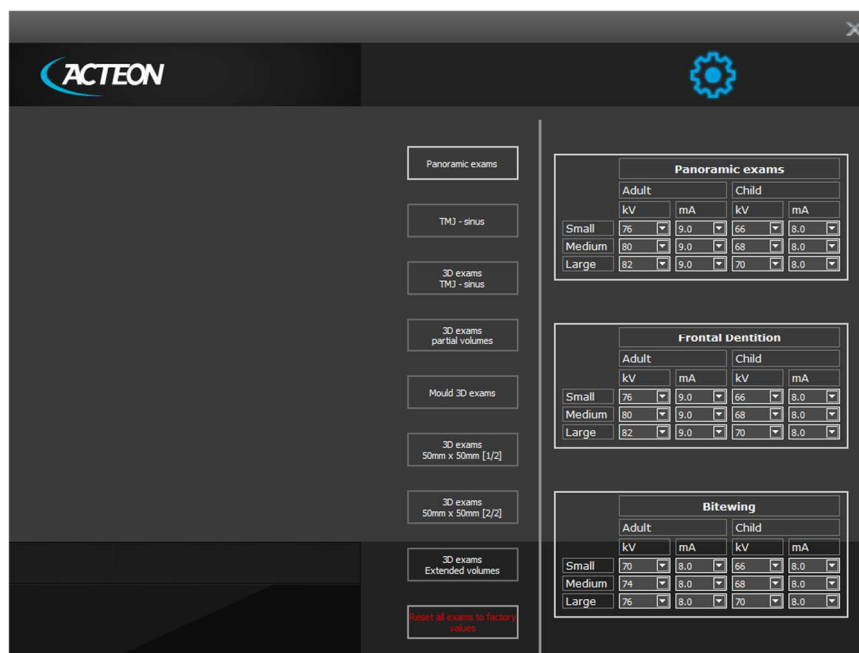 X
ACTEON
Panoramic exams
TMJ - sinus
3D exams
TMJ - sinus
3D exams
partial volumes
Mould 3D exams
3D exams
50mm x 50mm [1/2]
3D exams
50mm x 50mm [2/2]
3D exams
Extended volumes
Reset all exams to factory
values
Panoramic exams
Adult Child
kV mA kV mA
Small 76 9.0 66 8.0
Medium 80 9.0 68 8.0
Large 82 9.0 70 8.0
Frontal Dentition
Adult Child
kV mA kV mA
Small 76 9.0 66 8.0
Medium 80 9.0 68 8.0
Large 82 9.0 70 8.0
Bitewing
Adult Child
kV mA kV mA
Small 70 8.0 66 8.0
Medium 74 8.0 68 8.0
Large 76 8.0 70 8.0